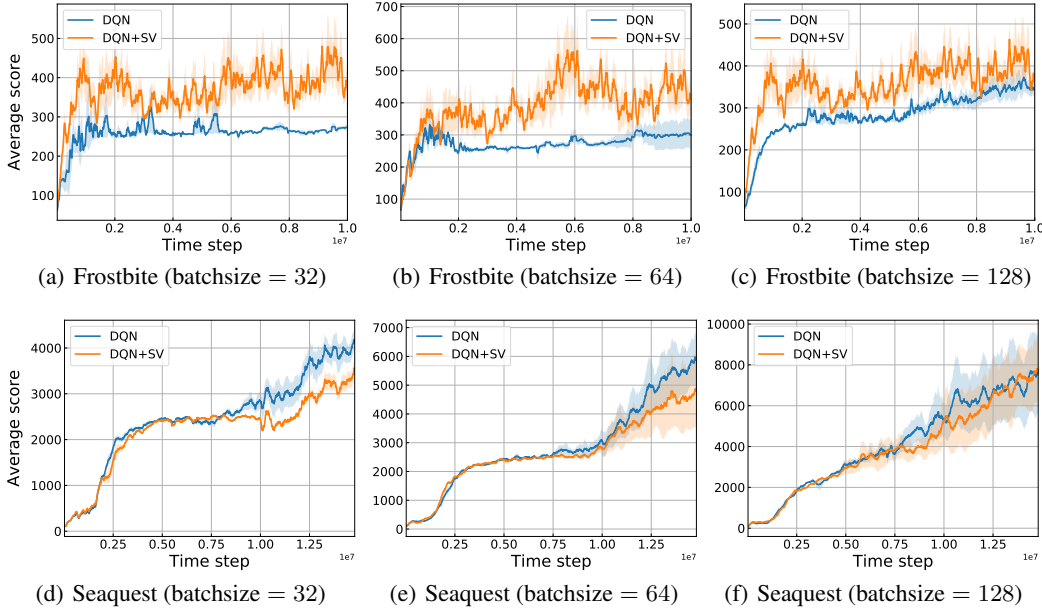 DQN
DQN+SV
500
400
300
200
100
Average score
0.2
0.4
0.6
0.8
1.0
1e7
Time step
(a) Frostbite (batchsize = 32)
DQN
DQN+SV
700
600
500
400
300
200
100
0.2
0.4
0.6
0.8
1.0
1e7
Time step
(b) Frostbite (batchsize = 64)
DQN
DQN+SV
500
400
300
200
100
0.0
0.2
0.4
0.6
0.8
1.0
1e7
Time step
(c) Frostbite (batchsize = 128)
DQN
DQN+SV
4000
3000
2000
1000
0
Average score
0.25
0.50
0.75
1.00
1.25
1e7
Time step
(d) Seaquest (batchsize = 32)
DQN
DQN+SV
7000
6000
5000
4000
3000
2000
1000
0
0.25
0.50
0.75
1.00
1.25
1e7
Time step
(e) Seaquest (batchsize = 64)
DQN
DQN+SV
10000
8000
6000
4000
2000
0
0.25
0.50
0.75
1.00
1.25
1e7
Time step
(f) Seaquest (batchsize = 128)